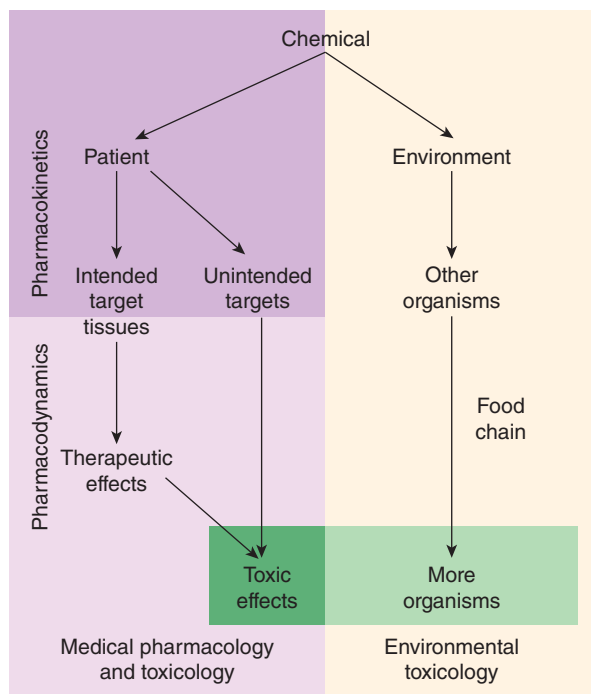 Chemical
Pharmacokinetics
Patient
Environment
Intended
target
tissues
Unintended
targets
Other
organisms
Pharmacodynamics
Food
chain
Therapeutic
effects
Toxic
effects
More
organisms
Medical pharmacology
and toxicology
Environmental
toxicology